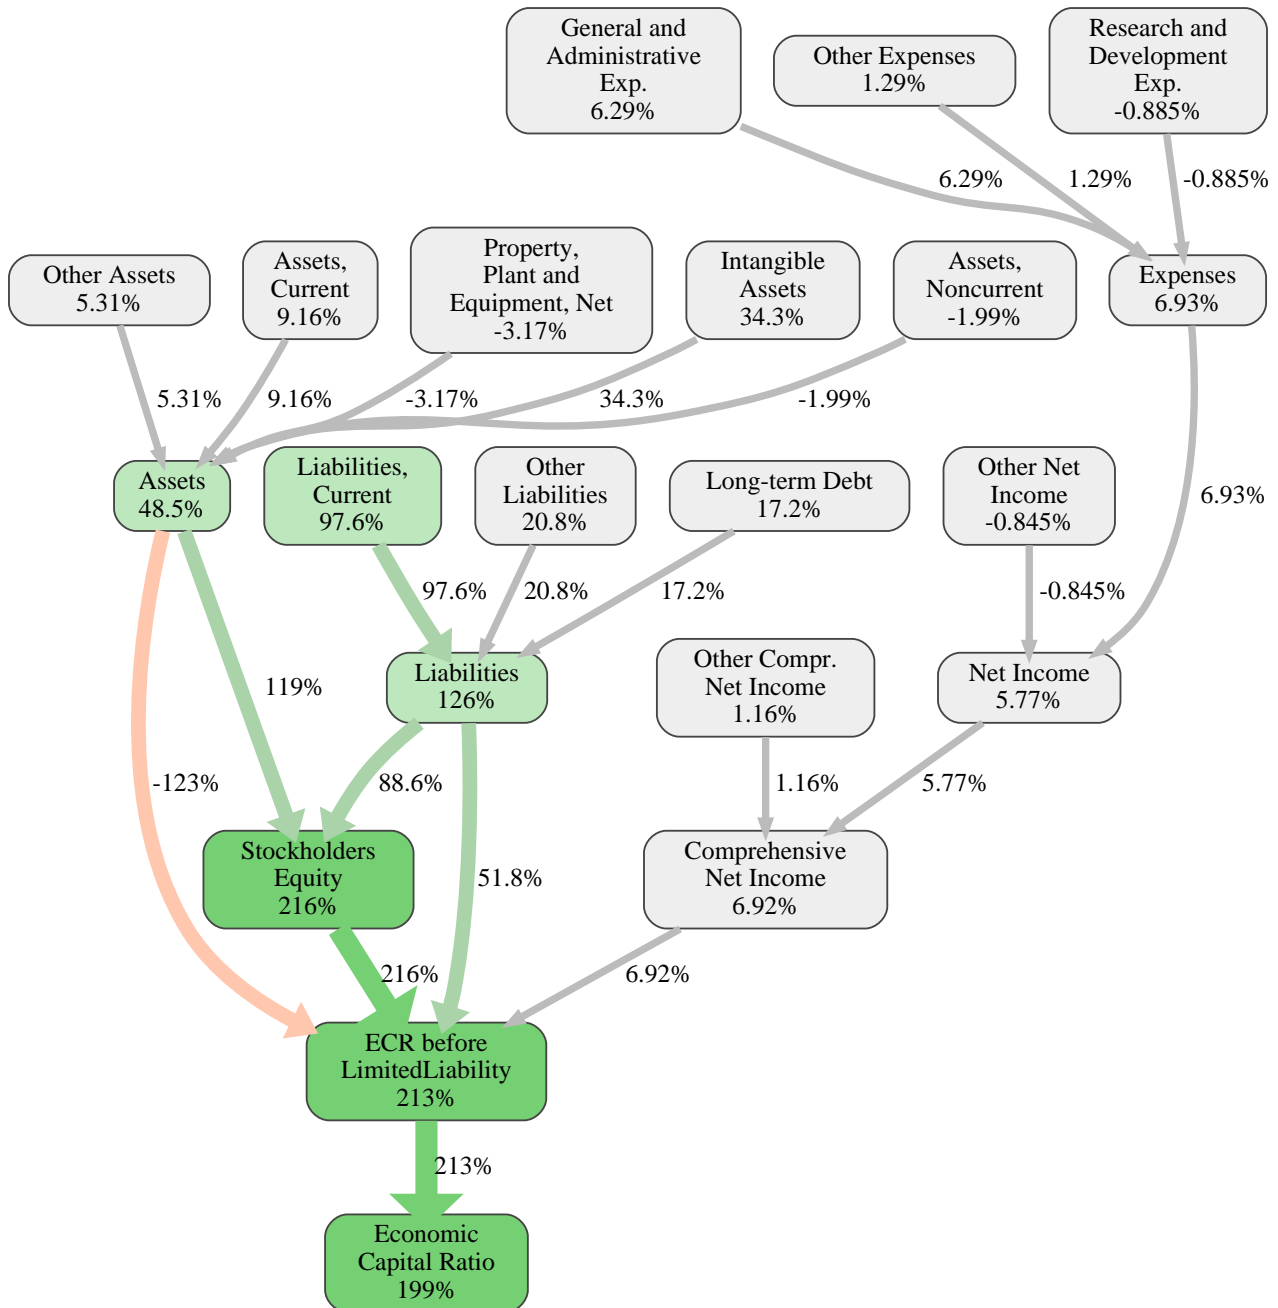 General and
Administrative
Exp.
6.29%
Other Expenses
1.29%
Research and
Development
Exp.
-0.885%
6.29%
1.29%
-0.885%
Other Assets
5.31%
Assets,
Current
9.16%
Property,
Plant and
Equipment, Net
-3.17%
Intangible
Assets
34.3%
Assets,
Noncurrent
-1.99%
Expenses
6.93%
5.31%
9.16%
-3.17%
34.3%
-1.99%
6.93%
Assets
48.5%
Liabilities,
Current
97.6%
Other
Liabilities
20.8%
Long-term Debt
17.2%
Other Net
Income
-0.845%
97.6%
20.8%
17.2%
-0.845%
119%
Liabilities
126%
Other Compr.
Net Income
1.16%
Net Income
5.77%
-123%
88.6%
1.16%
5.77%
Stockholders
Equity
216%
51.8%
Comprehensive
Net Income
6.92%
216%
6.92%
ECR before
LimitedLiability
213%
213%
Economic
Capital Ratio
199%